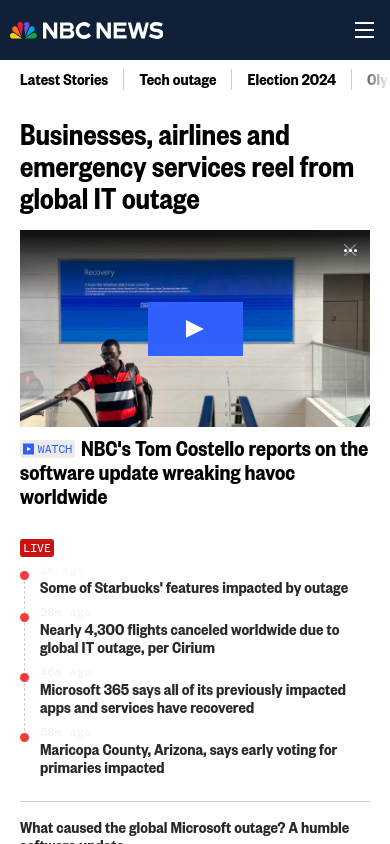 NBC NEWS
Latest Stories
Tech outage
Election 2024
Oly
Businesses, airlines and
emergency services reel from
global IT outage
Recovery
WATCH NBC's Tom Costello reports on the
software update wreaking havoc
worldwide
LIVE
Some of Starbucks' features impacted by outage
28m ago
Nearly 4,300 flights canceled worldwide due to
global IT outage, per Cirium
46m ago
Microsoft 365 says all of its previously impacted
apps and services have recovered
58m ago
Maricopa County, Arizona, says early voting for
primaries impacted
What caused the global Microsoft outage? A humble
software update